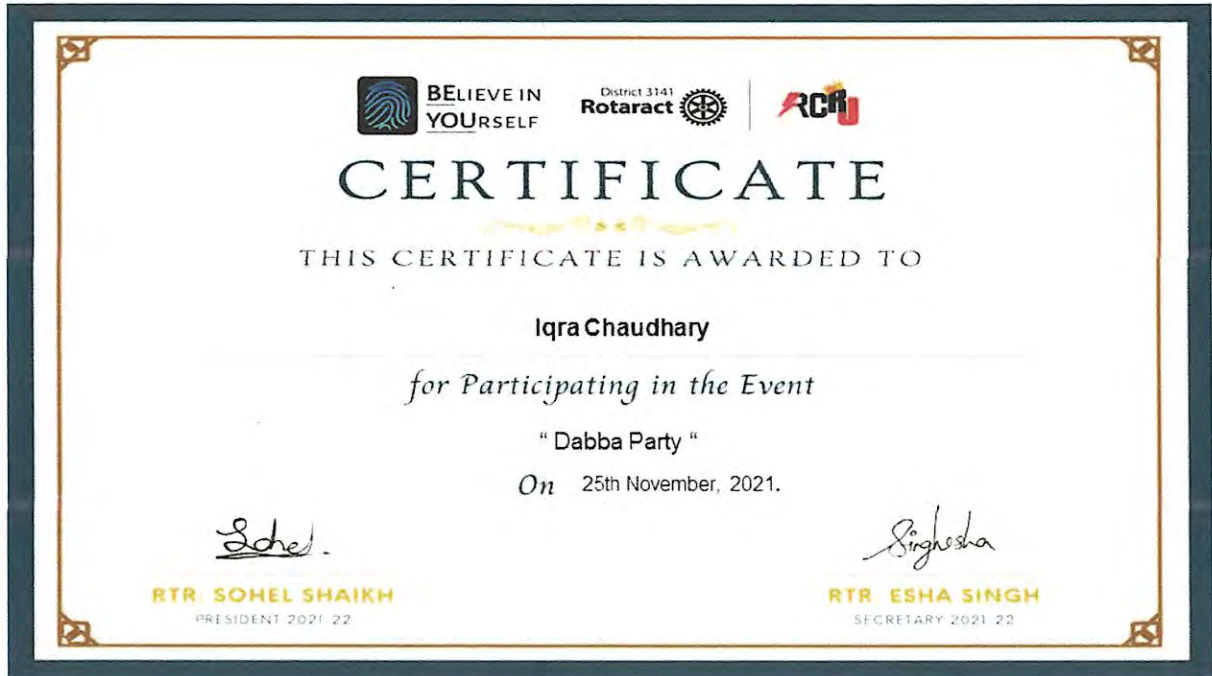 BELIEVE IN
YOURSELF
District 3141
Rotaract
RCRU
CERTIFICATE
THIS CERTIFICATE IS AWARDED TO
Iqra Chaudhary
for Participating in the Event
“ Dabba Party “
On 25th November, 2021.
Sohel.
Singhesha
RTR. SOHEL SHAIKH
RTR. ESHA SINGH
PRESIDENT 2021-22
SECRETARY 2021-22